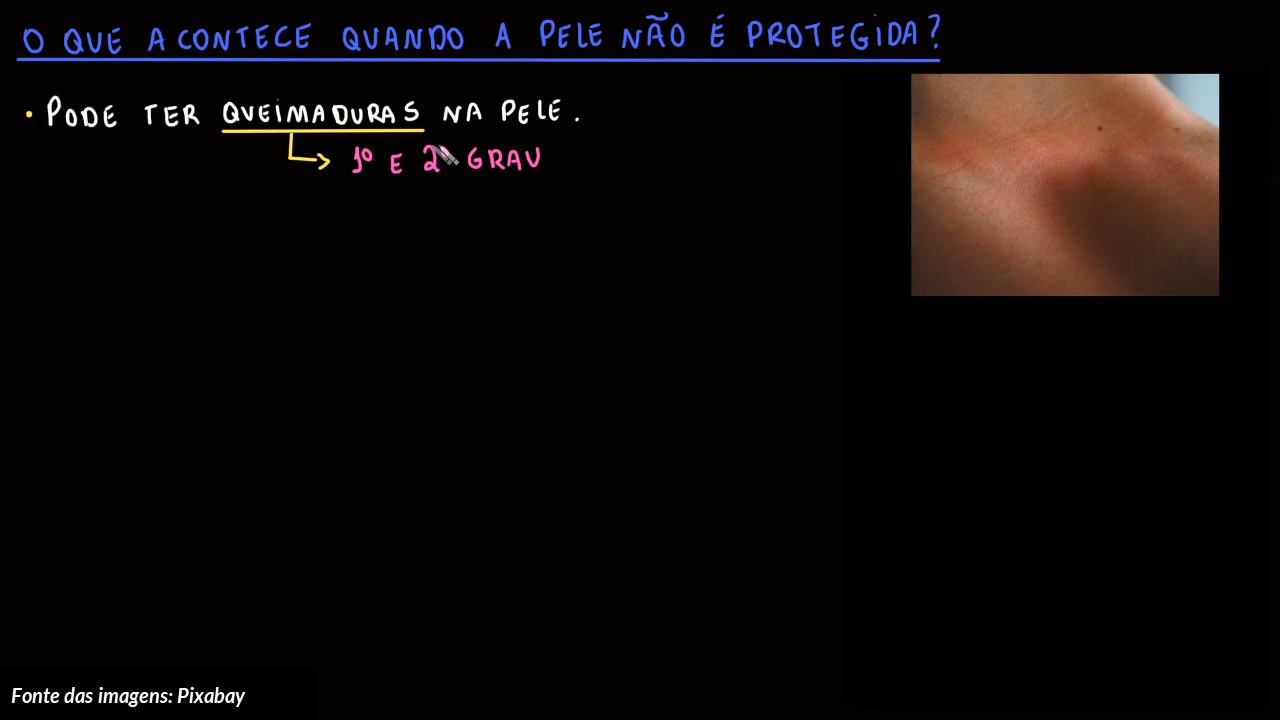 O QUE ACONTECE QUANDO A PELE NÃO É PROTEGIDA?
• PODE TER QUEIMADURAS NA PELE.
1º E 2º GRAU
Fonte das imagens: Pixabay